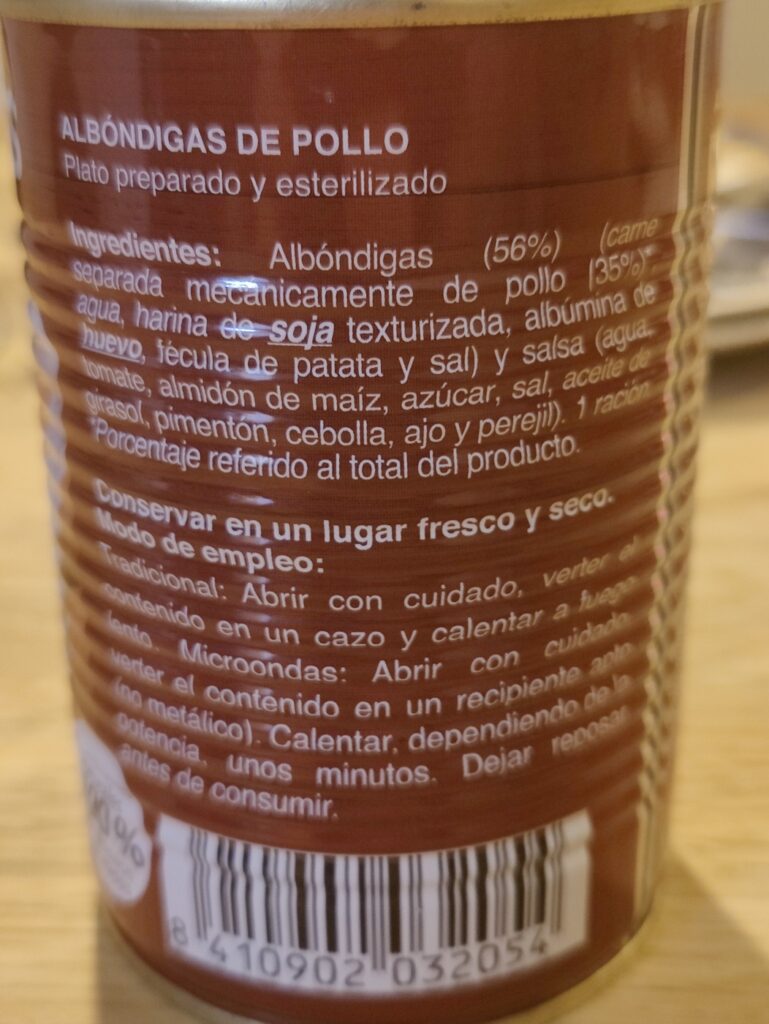 ALBÓNDIGAS DE POLLO
Plato preparado y esterilizado
Ingredientes: Albóndigas (56%) (carne
separada mecánicamente de pollo (35%)*
agua, harina de soja texturizada, albúmina de
huevo, fécula de patata y sal) y salsa (agua,
tomate, almidón de maíz, azúcar, sal, aceite de
girasol, pimentón, cebolla, ajo y perejil). 1 ración
*Porcentaje referido al total del producto.
Conservar en un lugar fresco y seco.
Modo de empleo:
Tradicional: Abrir con cuidado, verter el
contenido en un cazo y calentar a fuego
lento. Microondas: Abrir con cuidado,
verter el contenido en un recipiente apto
(no metálico). Calentar, dependiendo de la
potencia, unos minutos. Dejar reposar
antes de consumir.
8 410902 032054